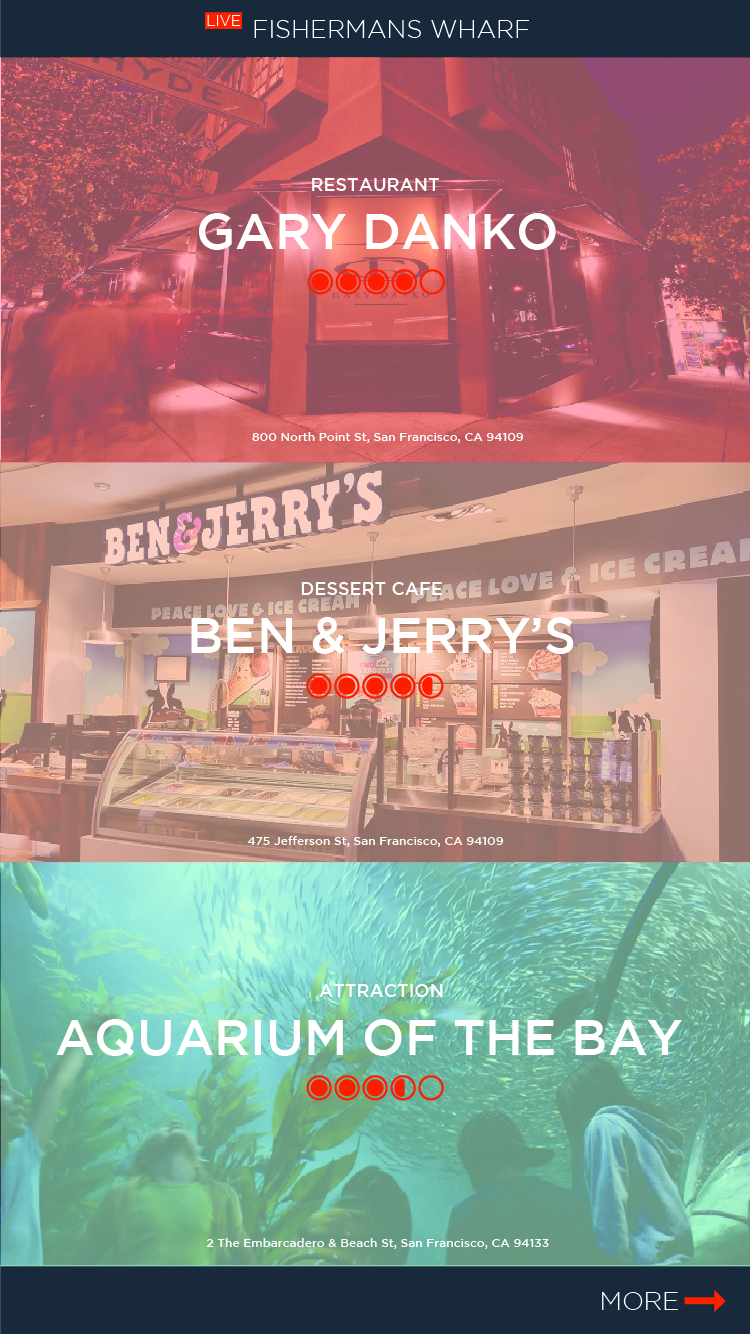 LIVE FISHERMANS WHARF
HYDE
RESTAURANT
GARY DANKO
GARY DANKO
800 North Point St, San Francisco, CA 94109
BEN&JERRY'S
PEACE LOVE & ICE CREAM
PEACE LOVE & ICE CREAM
DESSERT CAFE
BEN & JERRY’S
475 Jefferson St, San Francisco, CA 94109
ATTRACTION
AQUARIUM OF THE BAY
2 The Embarcadero & Beach St, San Francisco, CA 94133
MORE